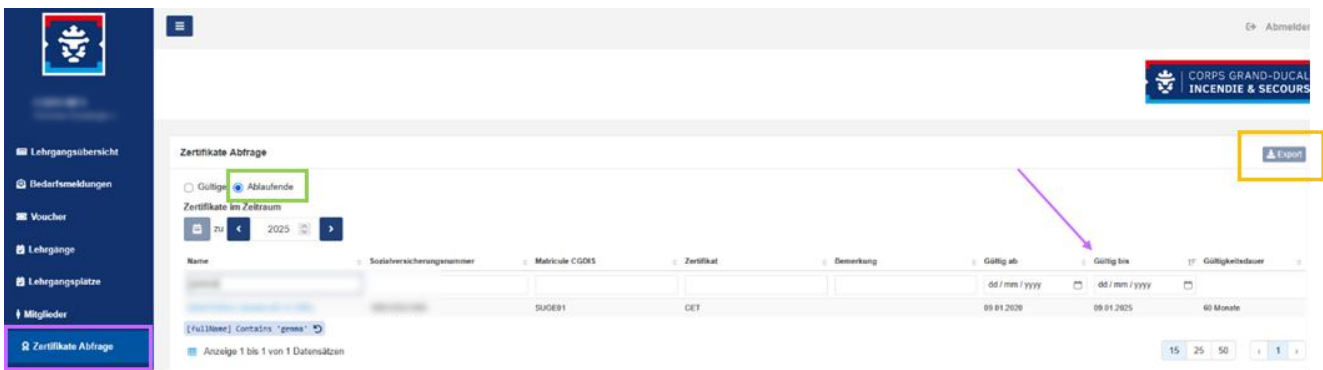 Abmelden
CORPS GRAND-DUCAL
INCENDIE & SECOURS
Lehrgangsübersicht
Bedarfsmeldungen
Voucher
Lehrgänge
Lehrgangsplätze
Mitglieder
Zertifikate Abfrage
Zertifikate Abfrage
Export
Gültige Ablaufende
Zertifikate im Zeitraum
zu 2025
Name Sozialversicherungsnummer Matricule CGDIS Zertifikat Bemerkung Gültig ab Gültig bis Gültigkeitsdauer
dd / mm / yyyy dd / mm / yyyy
SUGE01 CET 09.01.2020 09.01.2025 60 Monate
[fullName] Contains 'gemma'
Anzeige 1 bis 1 von 1 Datensätzen
15 25 50 ‹ 1 ›